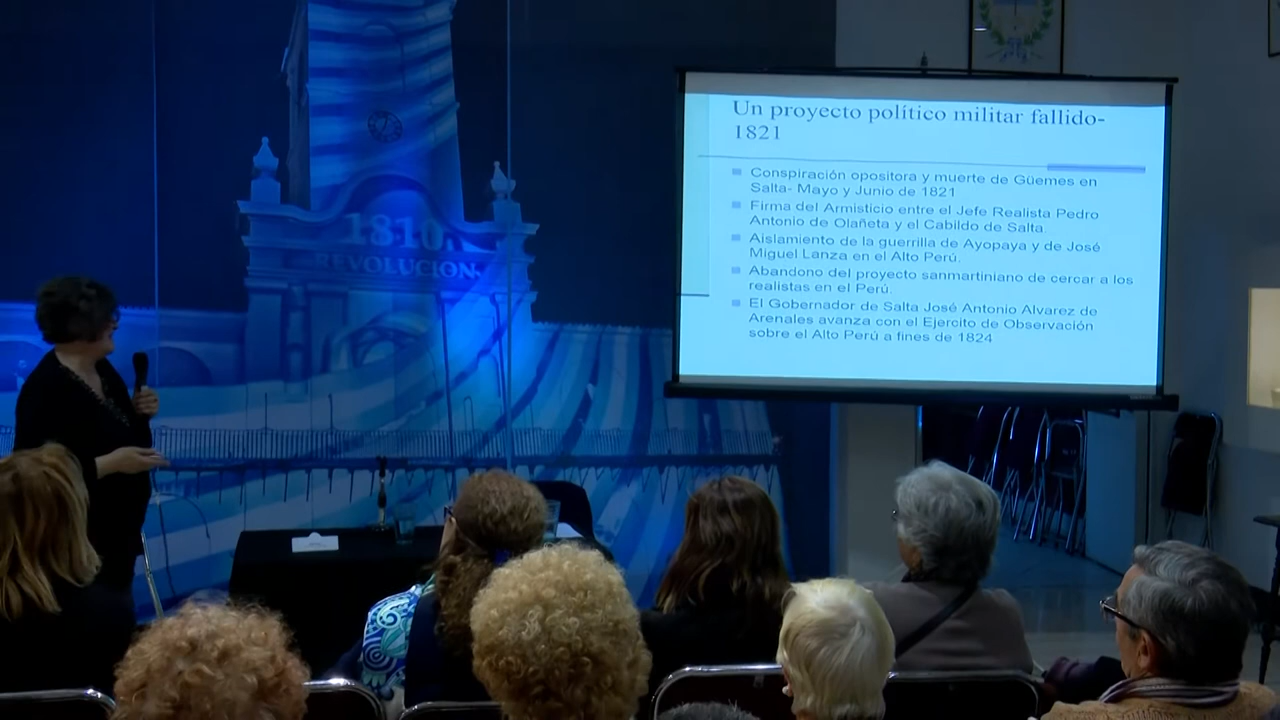 1810
REVOLUCION
Un proyecto político militar fallido-
1821
Conspiración opositora y muerte de Güemes en
Salta- Mayo y Junio de 1821
Firma del Armisticio entre el Jefe Realista Pedro
Antonio de Olañeta y el Cabildo de Salta.
Aislamiento de la guerrilla de Ayopaya y de José
Miguel Lanza en el Alto Perú.
Abandono del proyecto sanmartiniano de cercar a los
realistas en el Perú.
El Gobernador de Salta José Antonio Alvarez de
Arenales avanza con el Ejercito de Observación
sobre el Alto Perú a fines de 1824